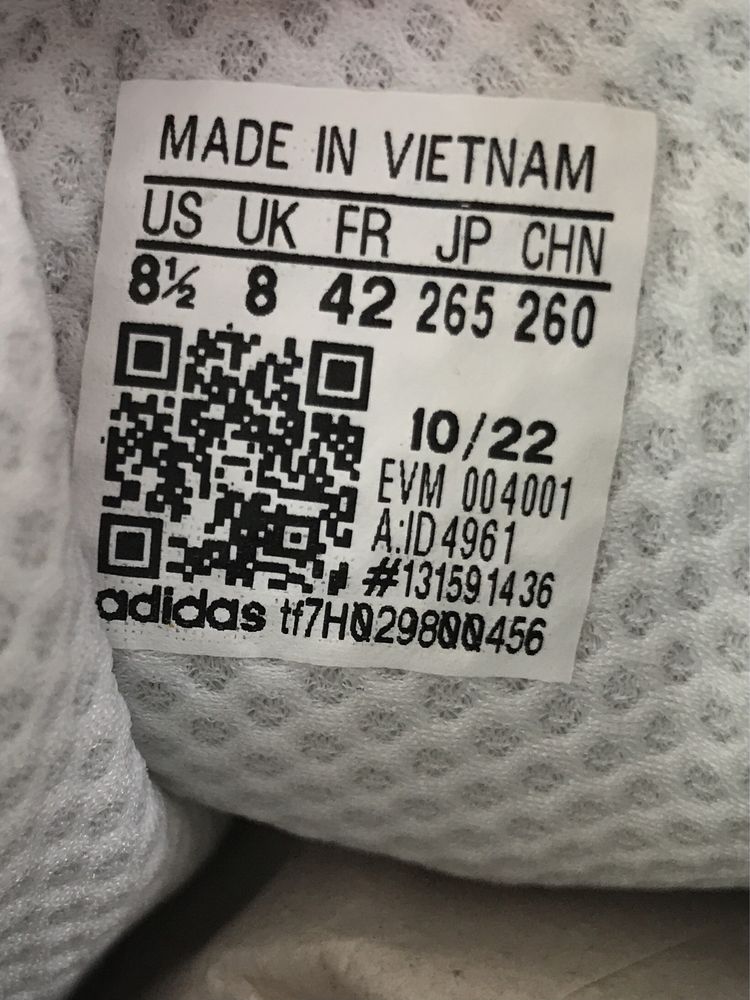 MADE IN VIETNAM
US UK FR JP CHN
8½ 8 42 265 260
10/22
EVM 004001
A:ID4961
#131591436
adidas tf7H029800456